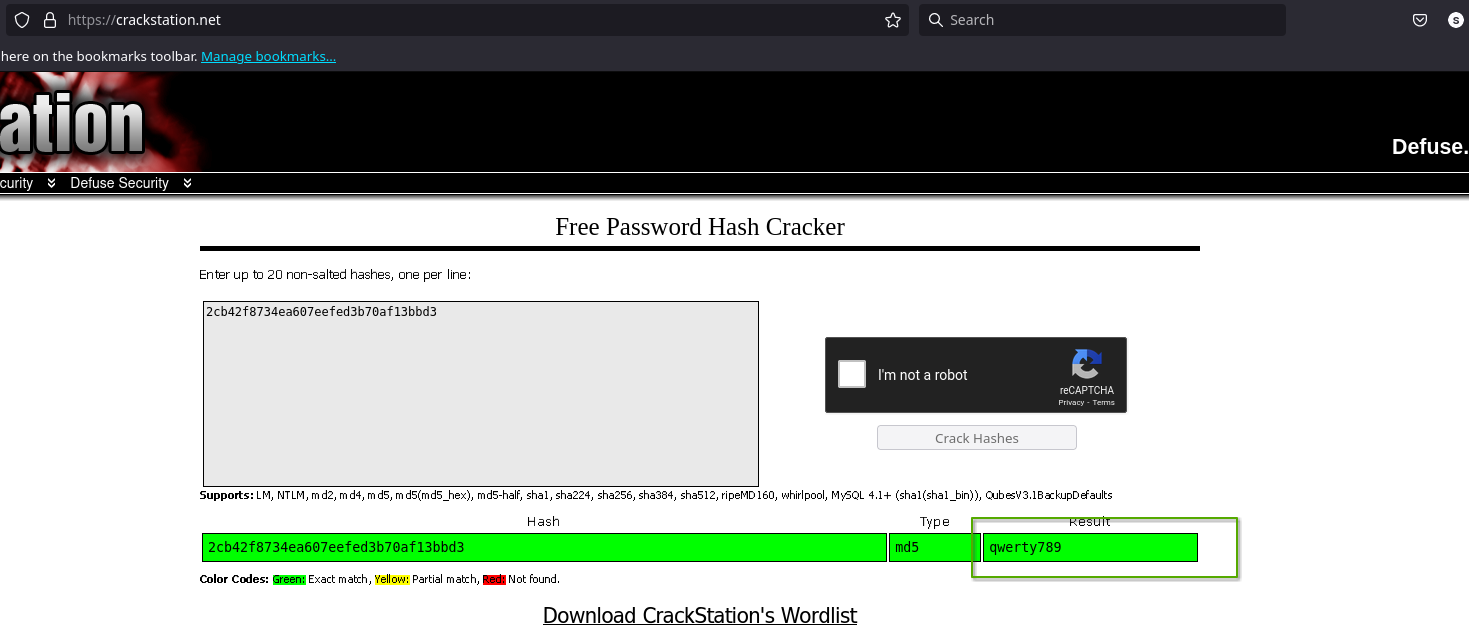 https://crackstation.net
Search
S
here on the bookmarks toolbar. Manage bookmarks...
ation
Defuse.
curity Defuse Security
Free Password Hash Cracker
Enter up to 20 non-salted hashes, one per line:
2cb42f8734ea607eefed3b70af13bbd3
I'm not a robot
reCAPTCHA
Privacy - Terms
Crack Hashes
Supports: LM, NTLM, md2, md4, md5, md5(md5_hex), md5-half, sha1, sha224, sha256, sha384, sha512, ripeMD160, whirlpool, MySQL 4.1+ (sha1(sha1_bin)), QubesV3.1BackupDefaults
Hash Type Result
2cb42f8734ea607eefed3b70af13bbd3 md5 qwerty789
Color Codes: Green: Exact match, Yellow: Partial match, Red: Not found.
Download CrackStation's Wordlist